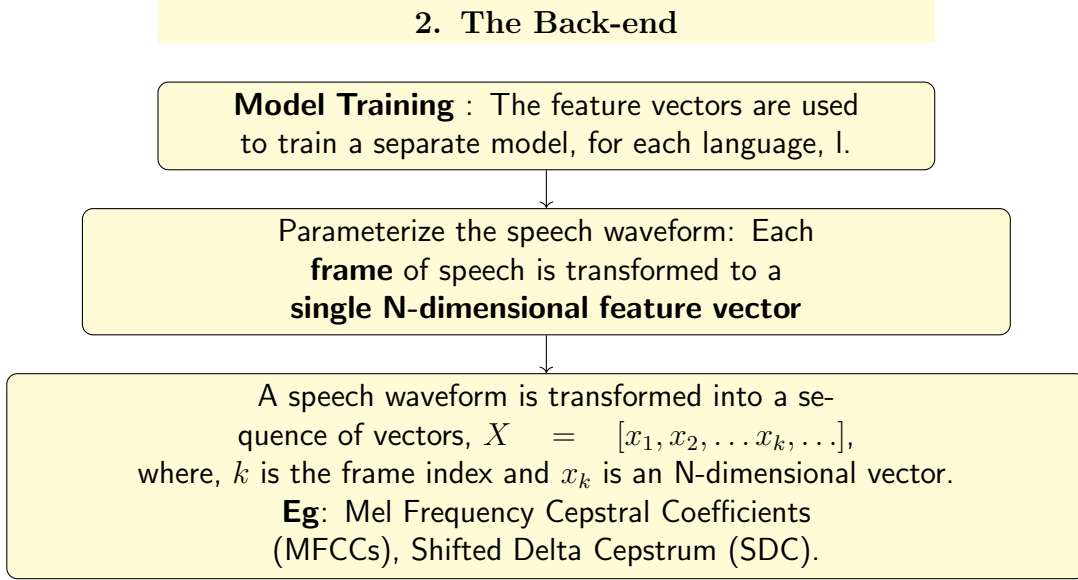 2. The Back-end
Model Training : The feature vectors are used
to train a separate model, for each language, l.
Parameterize the speech waveform: Each
frame of speech is transformed to a
single N-dimensional feature vector
A speech waveform is transformed into a se-
quence of vectors, X = [x₁, x₂, … xₖ, …],
where, k is the frame index and xₖ is an N-dimensional vector.
Eg: Mel Frequency Cepstral Coefficients
(MFCCs), Shifted Delta Cepstrum (SDC).